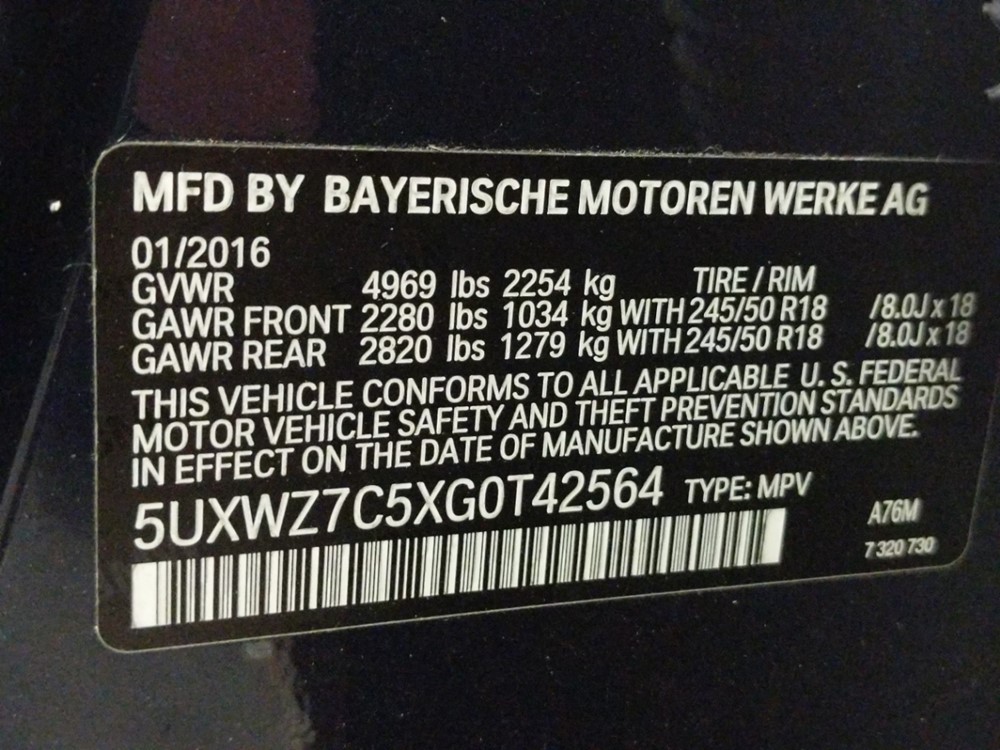 MFD BY BAYERISCHE MOTOREN WERKE AG
01/2016
GVWR 4969 lbs 2254 kg TIRE / RIM
GAWR FRONT 2280 lbs 1034 kg WITH 245/50 R18 /8.0J x 18
GAWR REAR 2820 lbs 1279 kg WITH 245/50 R18 /8.0J x 18
THIS VEHICLE CONFORMS TO ALL APPLICABLE U. S. FEDERAL
MOTOR VEHICLE SAFETY AND THEFT PREVENTION STANDARDS
IN EFFECT ON THE DATE OF MANUFACTURE SHOWN ABOVE.
5UXWZ7C5XG0T42564 TYPE: MPV
A76M
7 320 730